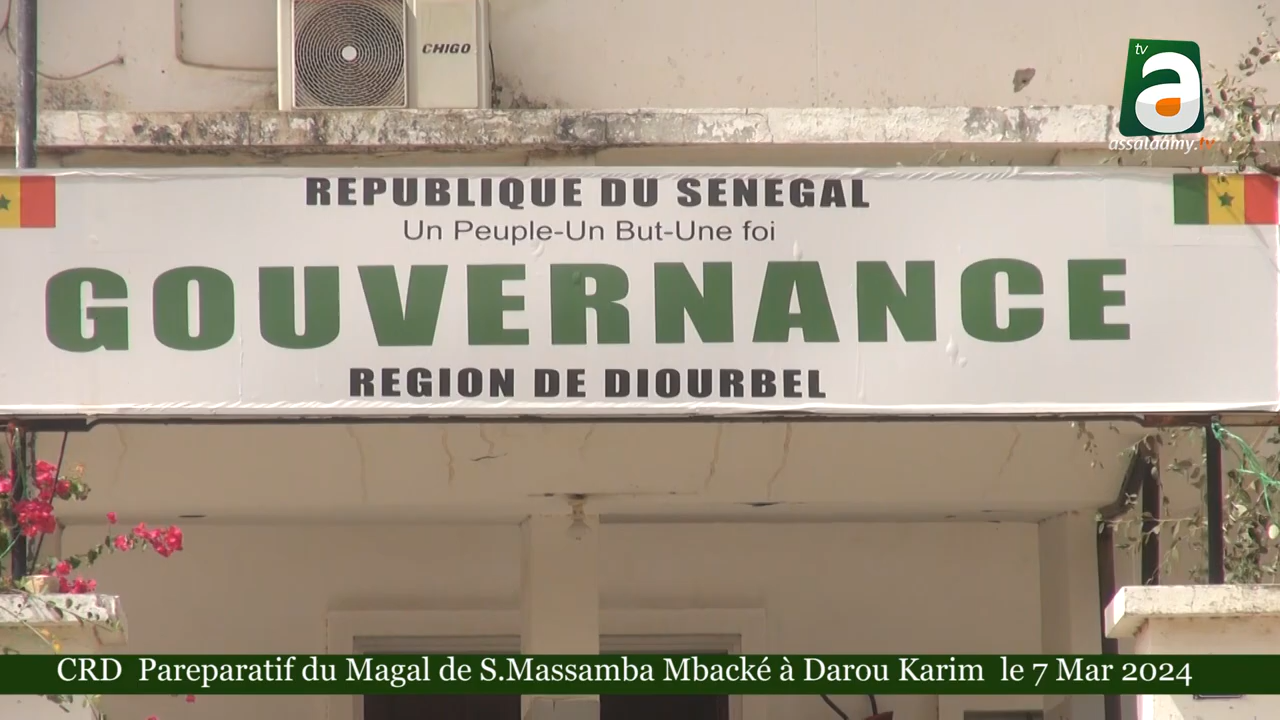 CHIGO
tv
a
assalaamy.tv
REPUBLIQUE DU SENEGAL
Un Peuple-Un But-Une foi
GOUVERNANCE
REGION DE DIOURBEL
CRD Pareparatif du Magal de S.Massamba Mbacké à Darou Karim le 7 Mar 2024